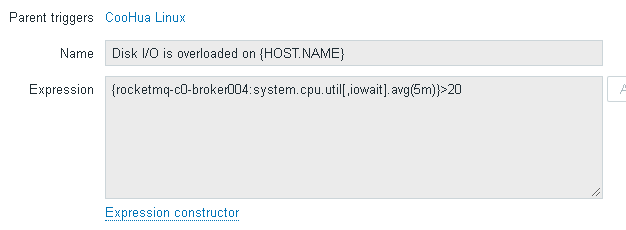 Parent triggers CooHua Linux
Name Disk I/O is overloaded on {HOST.NAME}
Expression {rocketmq-c0-broker004:system.cpu.util[,iowait].avg(5m)}>20
Expression constructor